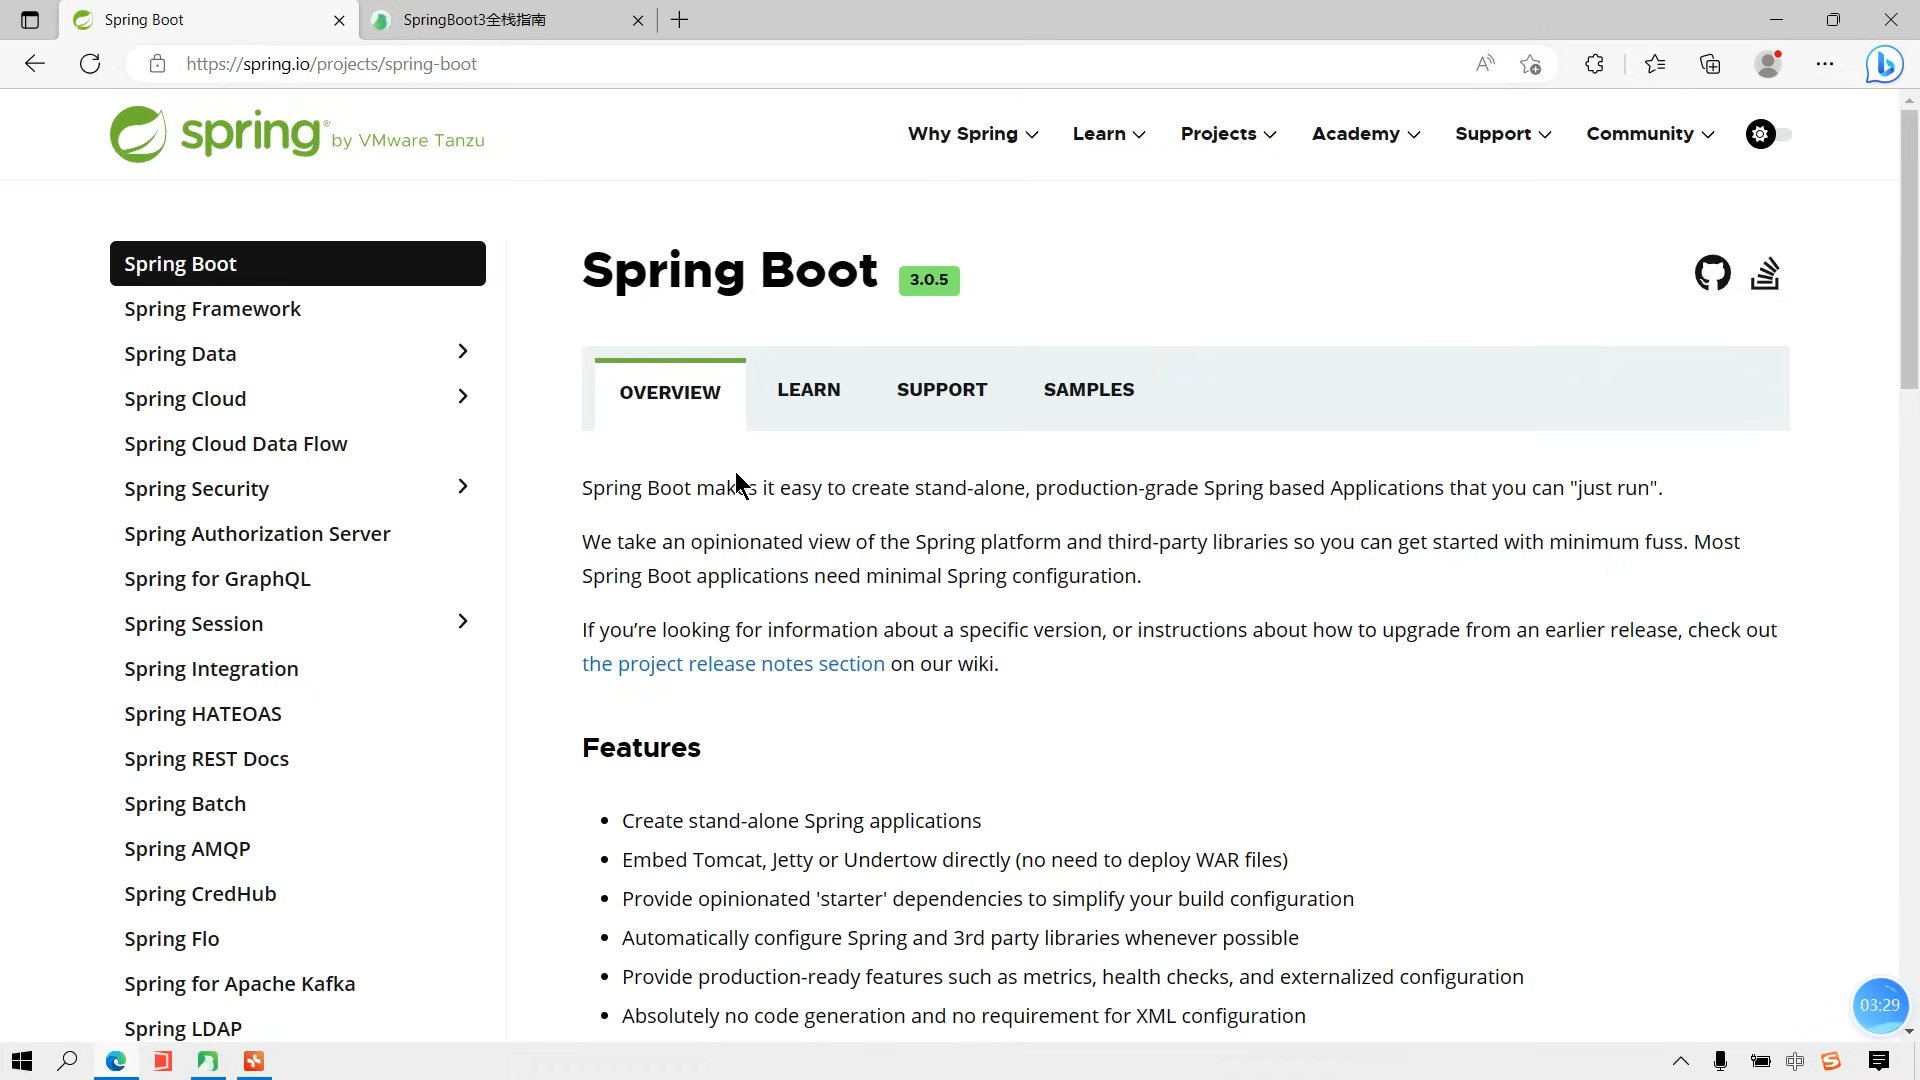 Spring Boot
SpringBoot3全栈指南
https://spring.io/projects/spring-boot
spring by VMware Tanzu
Why Spring
Learn
Projects
Academy
Support
Community
Spring Boot
Spring Framework
Spring Data
Spring Cloud
Spring Cloud Data Flow
Spring Security
Spring Authorization Server
Spring for GraphQL
Spring Session
Spring Integration
Spring HATEOAS
Spring REST Docs
Spring Batch
Spring AMQP
Spring CredHub
Spring Flo
Spring for Apache Kafka
Spring LDAP
Spring Boot 3.0.5
OVERVIEW
LEARN
SUPPORT
SAMPLES
Spring Boot makes it easy to create stand-alone, production-grade Spring based Applications that you can "just run".
We take an opinionated view of the Spring platform and third-party libraries so you can get started with minimum fuss. Most
Spring Boot applications need minimal Spring configuration.
If you’re looking for information about a specific version, or instructions about how to upgrade from an earlier release, check out
the project release notes section on our wiki.
Features
• Create stand-alone Spring applications
• Embed Tomcat, Jetty or Undertow directly (no need to deploy WAR files)
• Provide opinionated 'starter' dependencies to simplify your build configuration
• Automatically configure Spring and 3rd party libraries whenever possible
• Provide production-ready features such as metrics, health checks, and externalized configuration
• Absolutely no code generation and no requirement for XML configuration
03:29
中